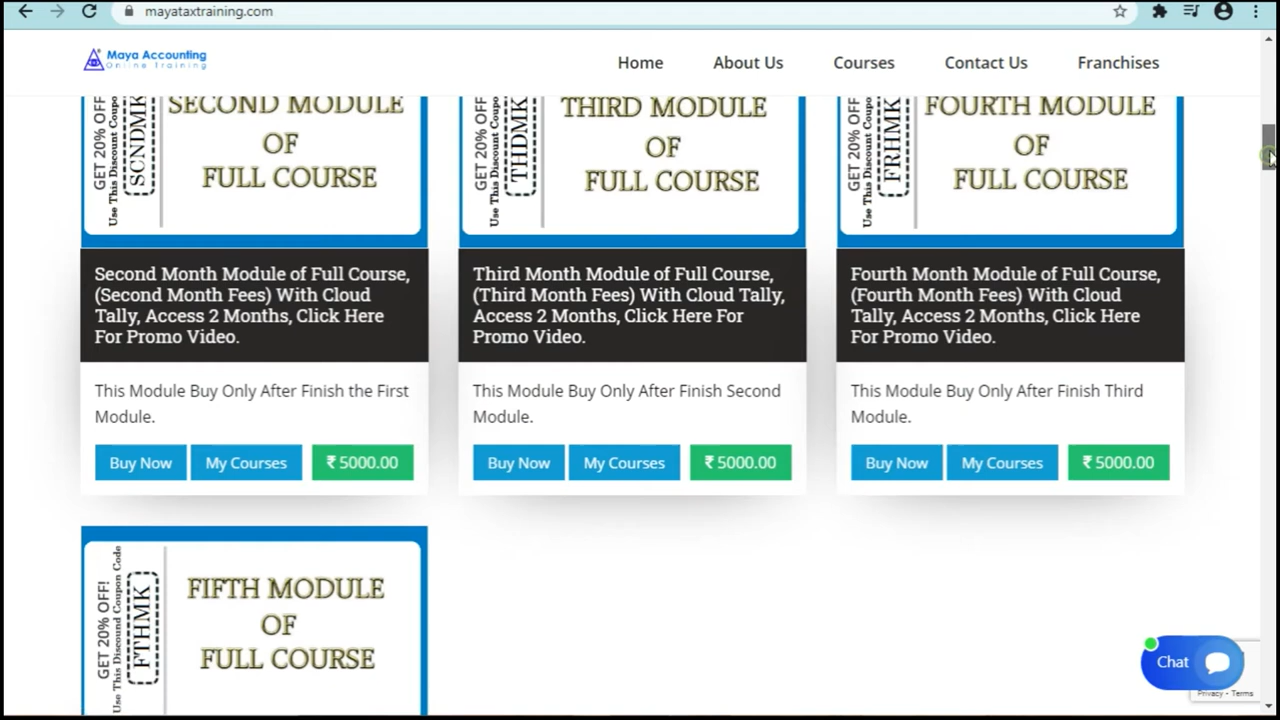 mayataxtraining.com
Maya Accounting
Online Training
Home
About Us
Courses
Contact Us
Franchises
GET 20% OFF!
Use This Discount Coupo
SCNDMK
SECOND MODULE
OF
FULL COURSE
GET 20% OFF
Use This Discount Coupo
THDMK
THIRD MODULE
OF
FULL COURSE
GET 20% OFF
Use This Discount Coupo
FRHMK
FOURTH MODULE
OF
FULL COURSE
Second Month Module of Full Course,
(Second Month Fees) With Cloud
Tally, Access 2 Months, Click Here
For Promo Video.
This Module Buy Only After Finish the First
Module.
Buy Now
My Courses
₹ 5000.00
Third Month Module of Full Course,
(Third Month Fees) With Cloud Tally,
Access 2 Months, Click Here For
Promo Video.
This Module Buy Only After Finish Second
Module.
Buy Now
My Courses
₹ 5000.00
Fourth Month Module of Full Course,
(Fourth Month Fees) With Cloud
Tally, Access 2 Months, Click Here
For Promo Video.
This Module Buy Only After Finish Third
Module.
Buy Now
My Courses
₹ 5000.00
GET 20% OFF!
Use This Discound Coupon Code
FTHMK
FIFTH MODULE
OF
FULL COURSE
Chat
Privacy - Terms